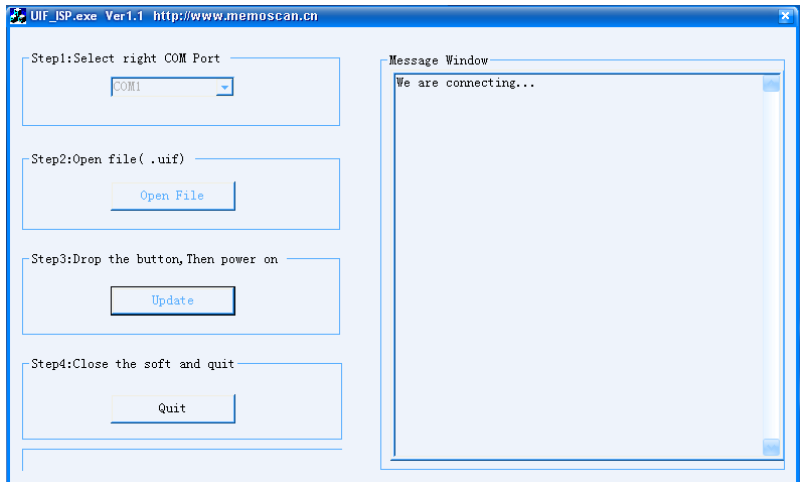 UIF_ISP.exe Ver1.1 http://www.memoscan.cn
Step1:Select right COM Port
COM1
Step2:Open file( .uif)
Open File
Step3:Drop the button,Then power on
Update
Step4:Close the soft and quit
Quit
Message Window
We are connecting...